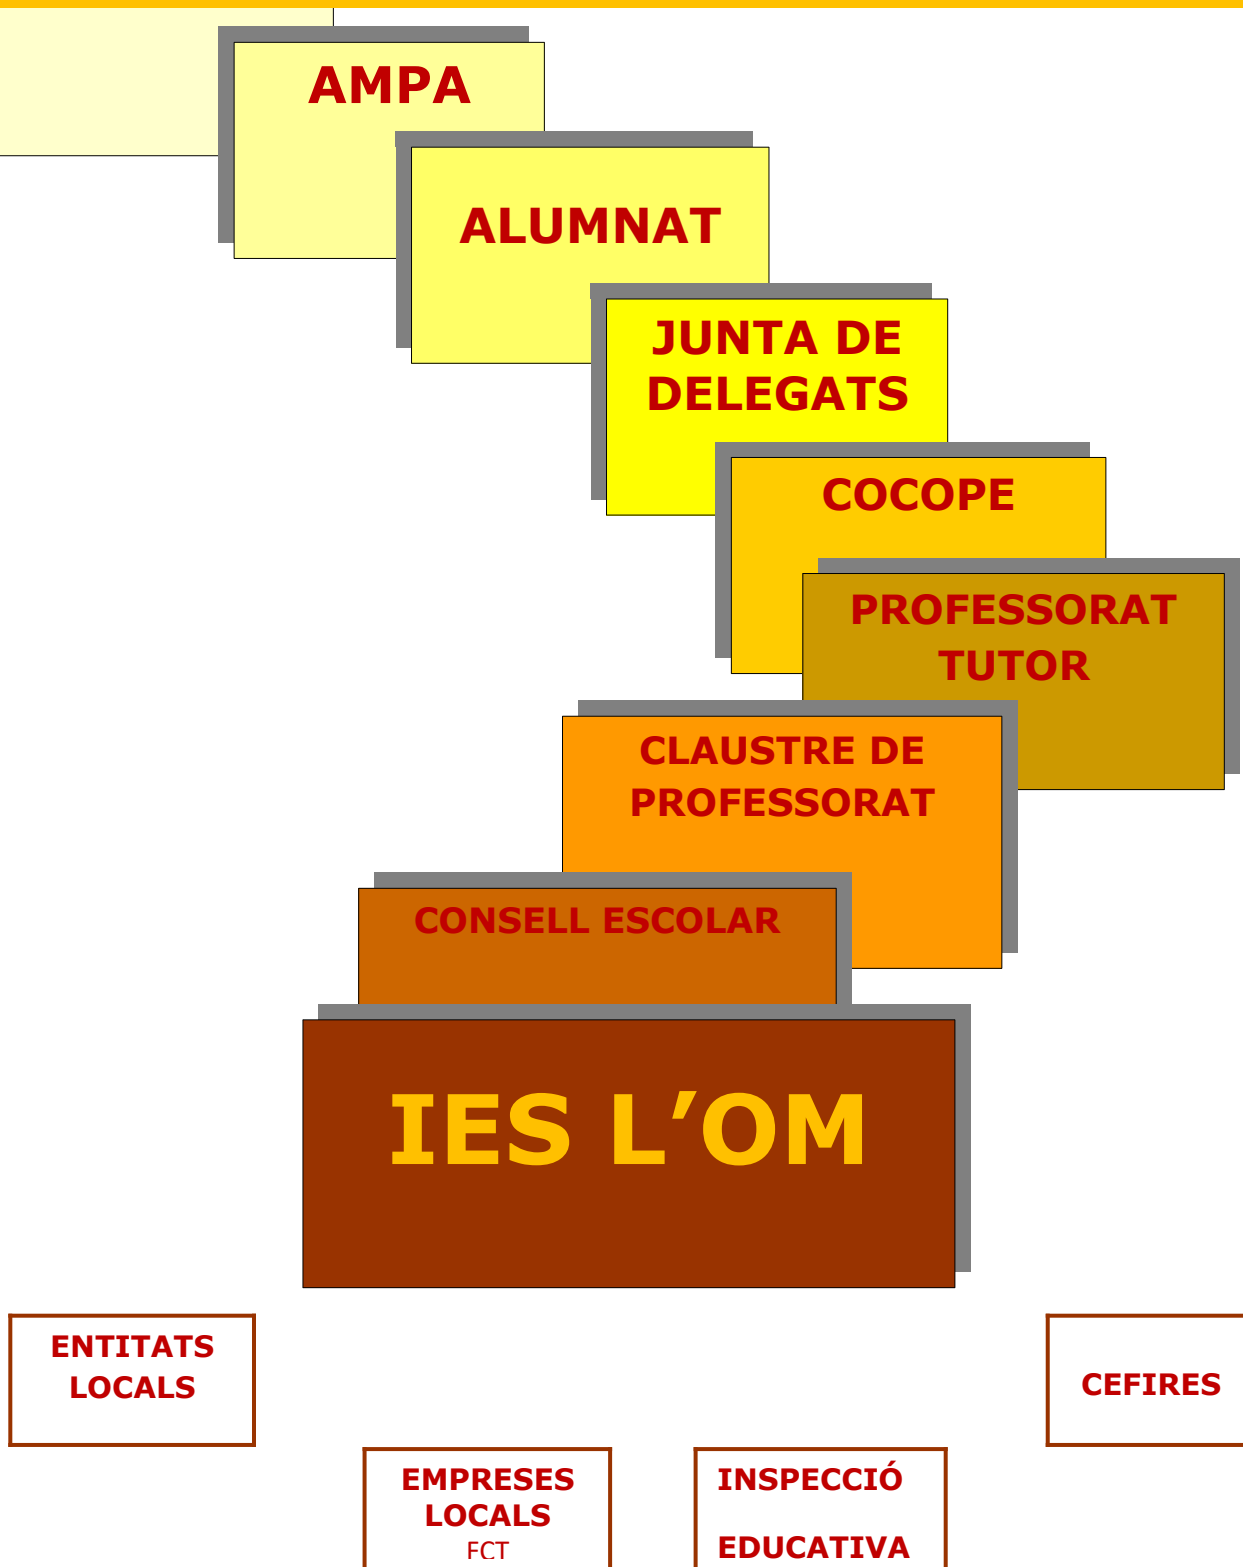 AMPA
ALUMNAT
JUNTA DE
DELEGATS
COCOPE
PROFESSORAT
TUTOR
CLAUSTRE DE
PROFESSORAT
CONSELL ESCOLAR
IES L’OM
ENTITATS
LOCALS
CEFIRES
EMPRESES
LOCALS
FCT
INSPECCIÓ
EDUCATIVA